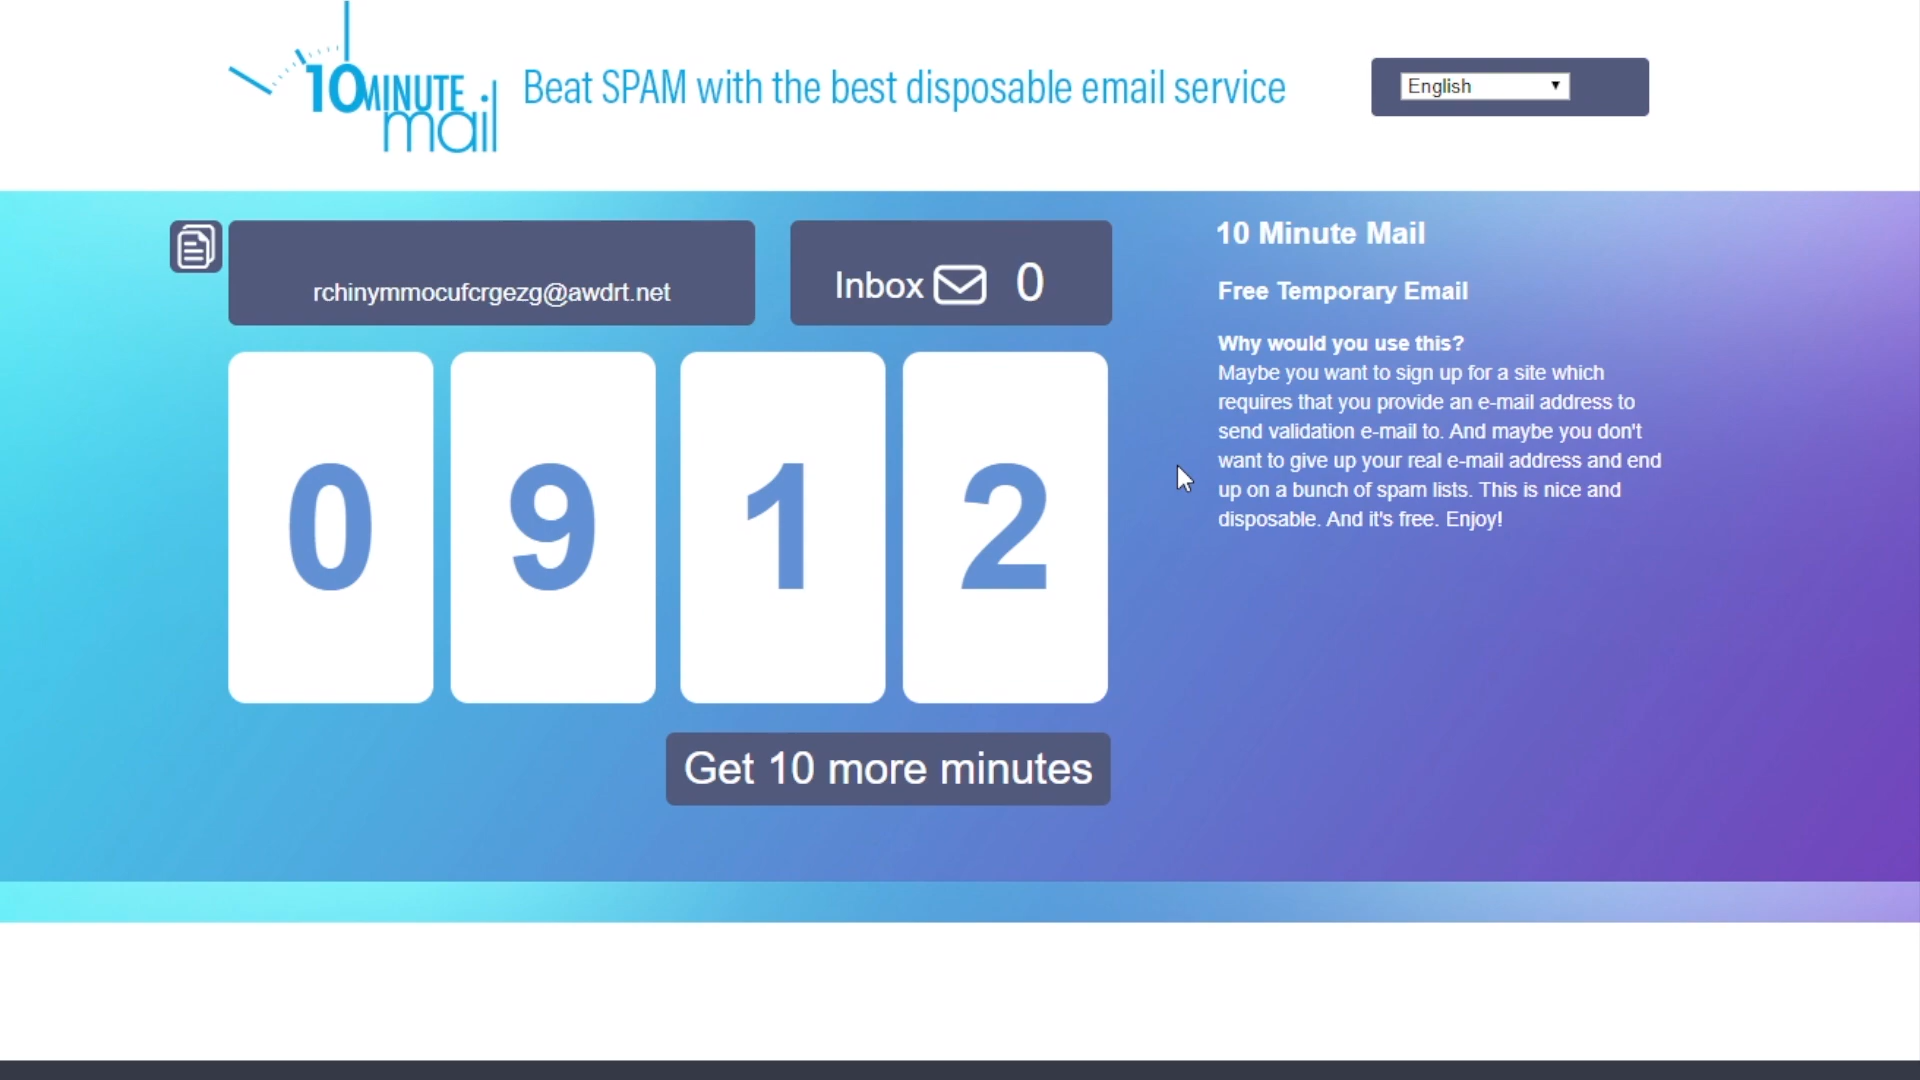 10 MINUTE
mail
Beat SPAM with the best disposable email service
English
rchinymmocufcrgezg@awdrt.net
Inbox 0
0 9 1 2
Get 10 more minutes
10 Minute Mail
Free Temporary Email
Why would you use this?
Maybe you want to sign up for a site which
requires that you provide an e-mail address to
send validation e-mail to. And maybe you don't
want to give up your real e-mail address and end
up on a bunch of spam lists. This is nice and
disposable. And it's free. Enjoy!